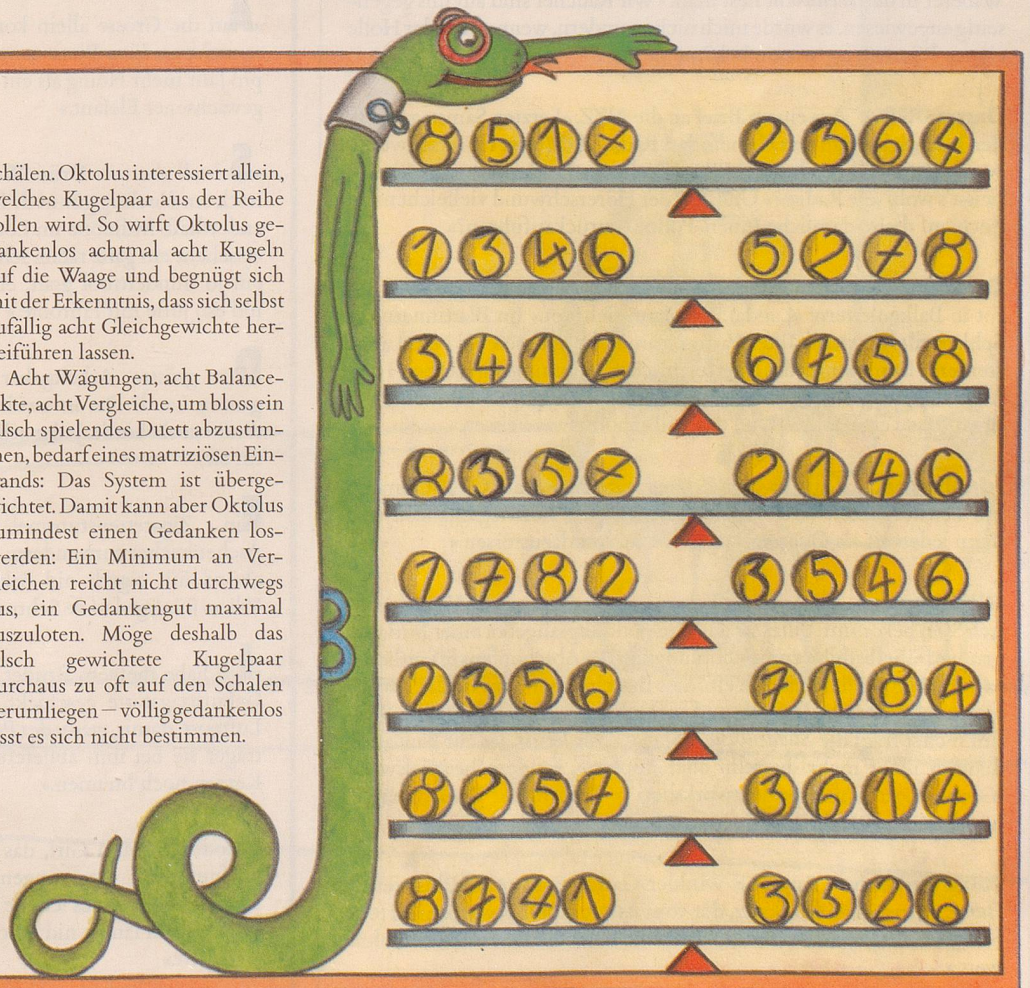 chälen. Oktolus interessiert allein,
elches Kugelpaar aus der Reihe
ollen wird. So wirft Oktolus ge-
ankenlos achtmal acht Kugeln
uf die Waage und begnügt sich
it der Erkenntnis, dass sich selbst
ufällig acht Gleichgewichte her-
eiführen lassen.
Acht Wägungen, acht Balance-
kte, acht Vergleiche, um bloss ein
lsch spielendes Duett abzustim-
en, bedarf eines matriziösen Ein-
ands: Das System ist überge-
ichtet. Damit kann aber Oktolus
umindest einen Gedanken los-
erden: Ein Minimum an Ver-
leichen reicht nicht durchwegs
us, ein Gedankengut maximal
uszuloten. Möge deshalb das
lsch gewichtete Kugelpaar
urchaus zu oft auf den Schalen
erumliegen – völlig gedankenlos
sst es sich nicht bestimmen.
8 5 1 7 2 3 6 4
1 3 4 6 5 2 7 8
3 4 1 2 6 7 5 8
8 3 5 7 2 1 4 6
1 7 8 2 3 5 4 6
2 3 5 6 7 1 8 4
8 2 5 7 3 6 1 4
8 7 4 1 3 5 2 6